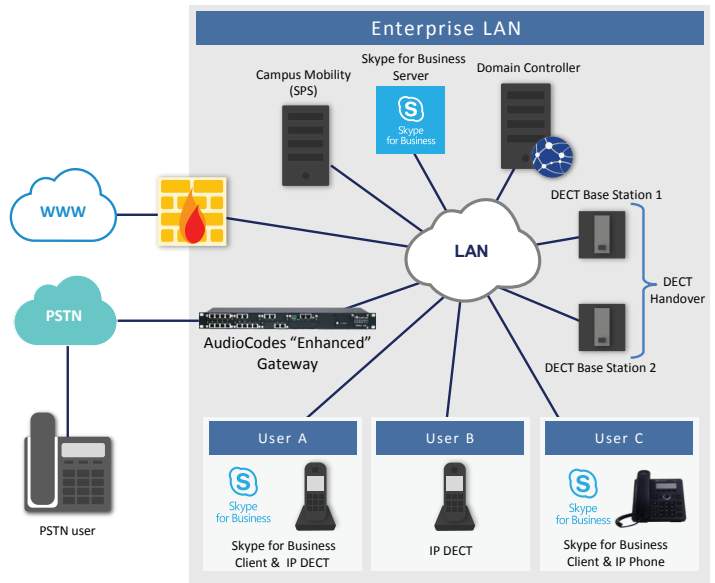 Enterprise LAN
Campus Mobility
(SPS)
Skype for Business
Server
Skype
for Business
Domain Controller
DECT Base Station 1
WWW
LAN
DECT
Handover
PSTN
AudioCodes “Enhanced”
Gateway
DECT Base Station 2
User A
User B
User C
Skype
for Business
Skype
for Business
PSTN user
Skype for Business
Client & IP DECT
IP DECT
Skype for Business
Client & IP Phone